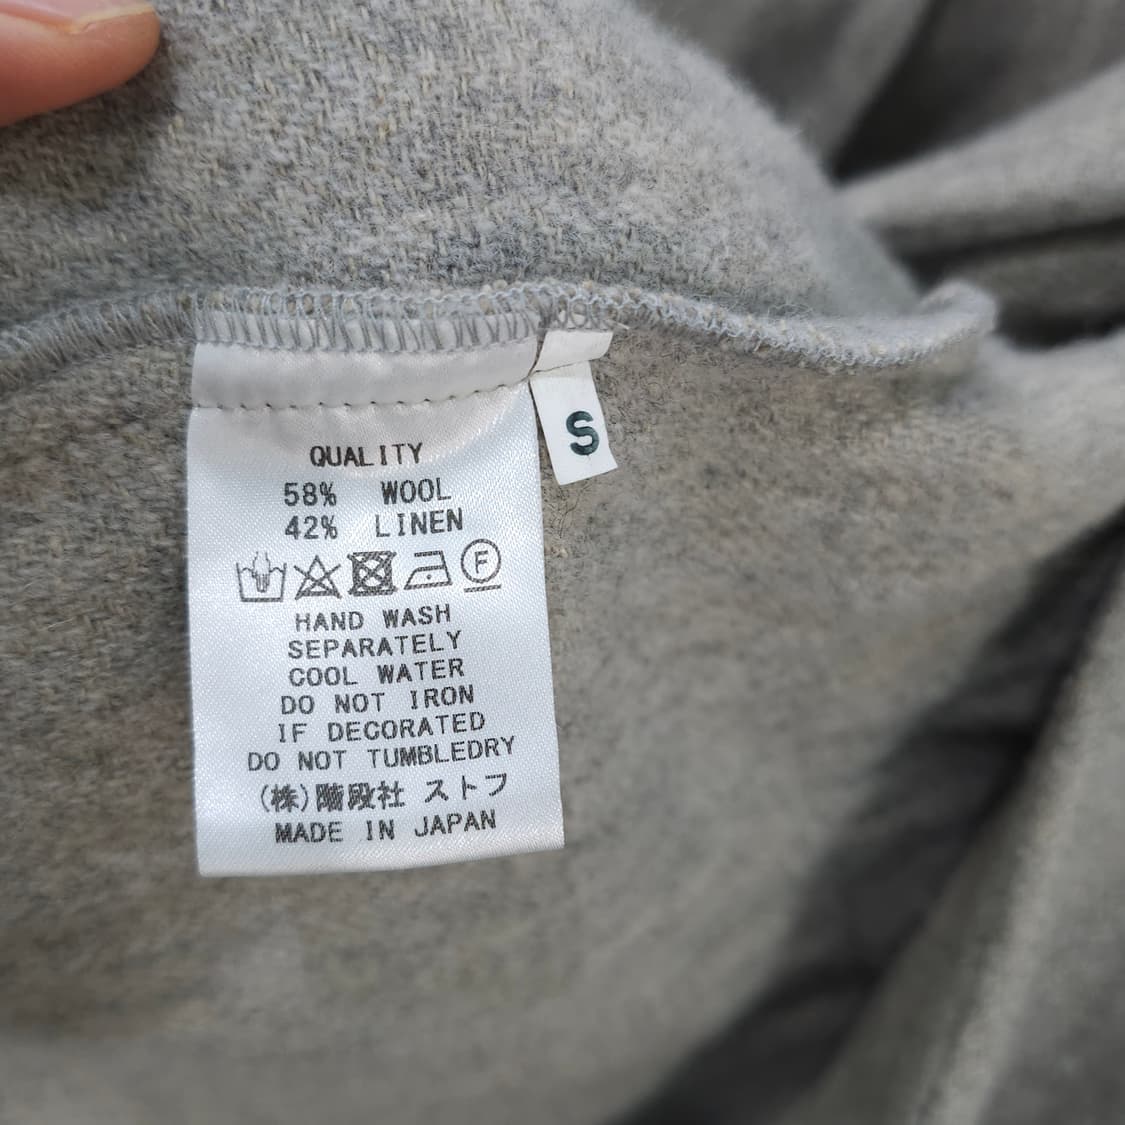 QUALITY
58% WOOL
42% LINEN
F
HAND WASH
SEPARATELY
COOL WATER
DO NOT IRON
IF DECORATED
DO NOT TUMBLEDRY
(株)階段社 ストフ
MADE IN JAPAN
S